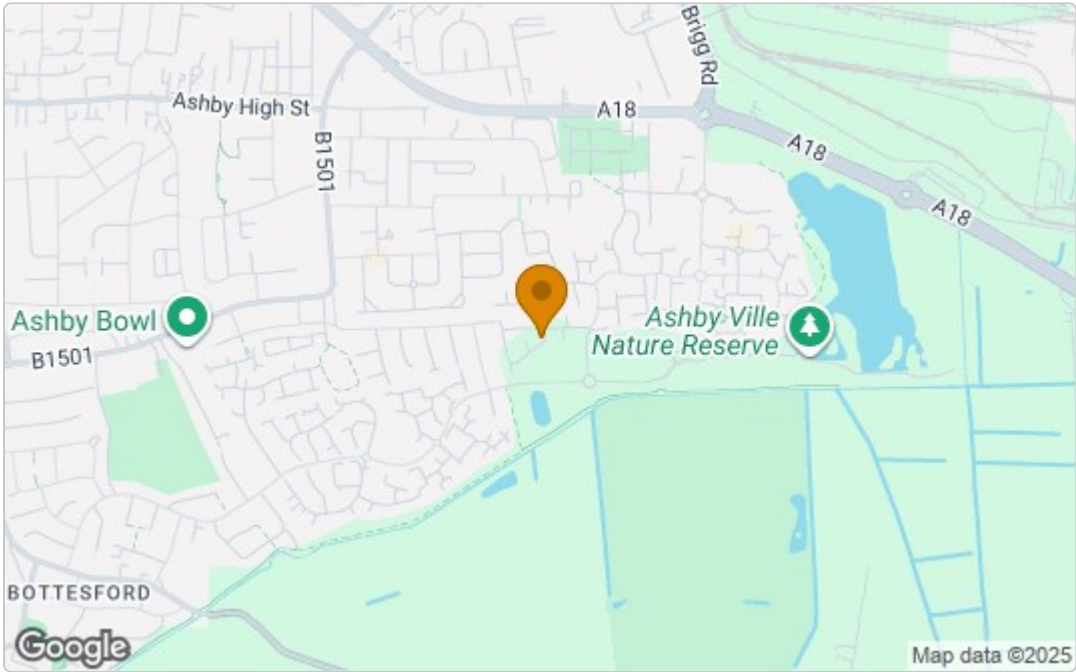 Brigg Rd
Ashby High St
A18
B1501
A18
A18
Ashby Bowl
Ashby Ville
Nature Reserve
B1501
BOTTESFORD
Google
Map data ©2025